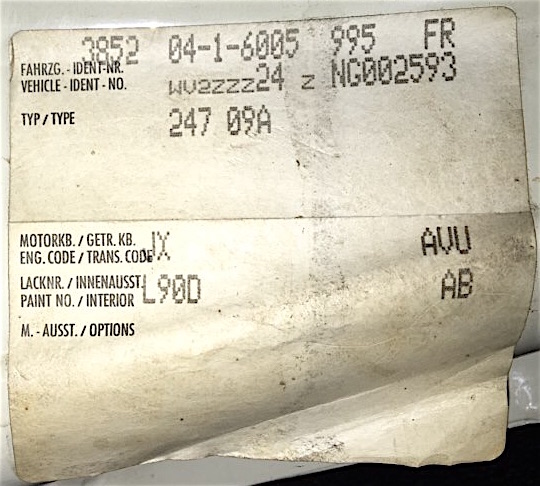 3852 04-1-6005 995 FR
FAHRZG. - IDENT-NR.
VEHICLE - IDENT - NO. wv2zzz24 z NG002593
TYP / TYPE 247 09A
MOTORKB. / GETR. KB.
ENG. CODE / TRANS. CODE JX AVU
LACKNR. / INNENAUSST
PAINT NO. / INTERIOR L90D AB
M. - AUSST. / OPTIONS